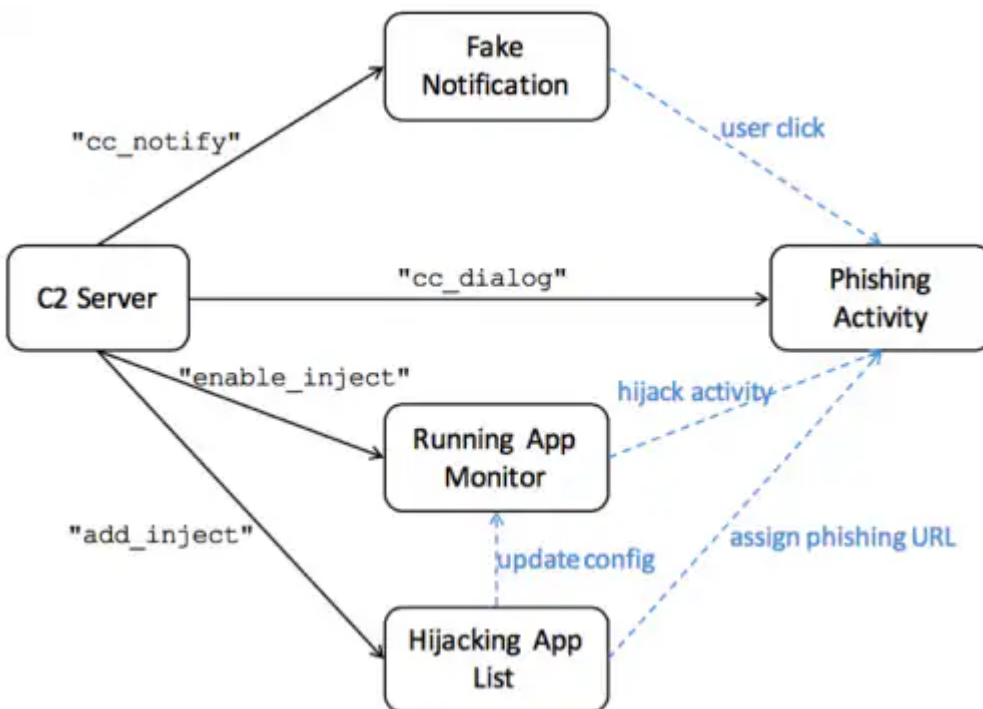 Fake
Notification
"cc_notify"
user click
C2 Server
"cc_dialog"
Phishing
Activity
"enable_inject"
hijack activity
Running App
Monitor
"add_inject"
assign phishing URL
update config
Hijacking App
List